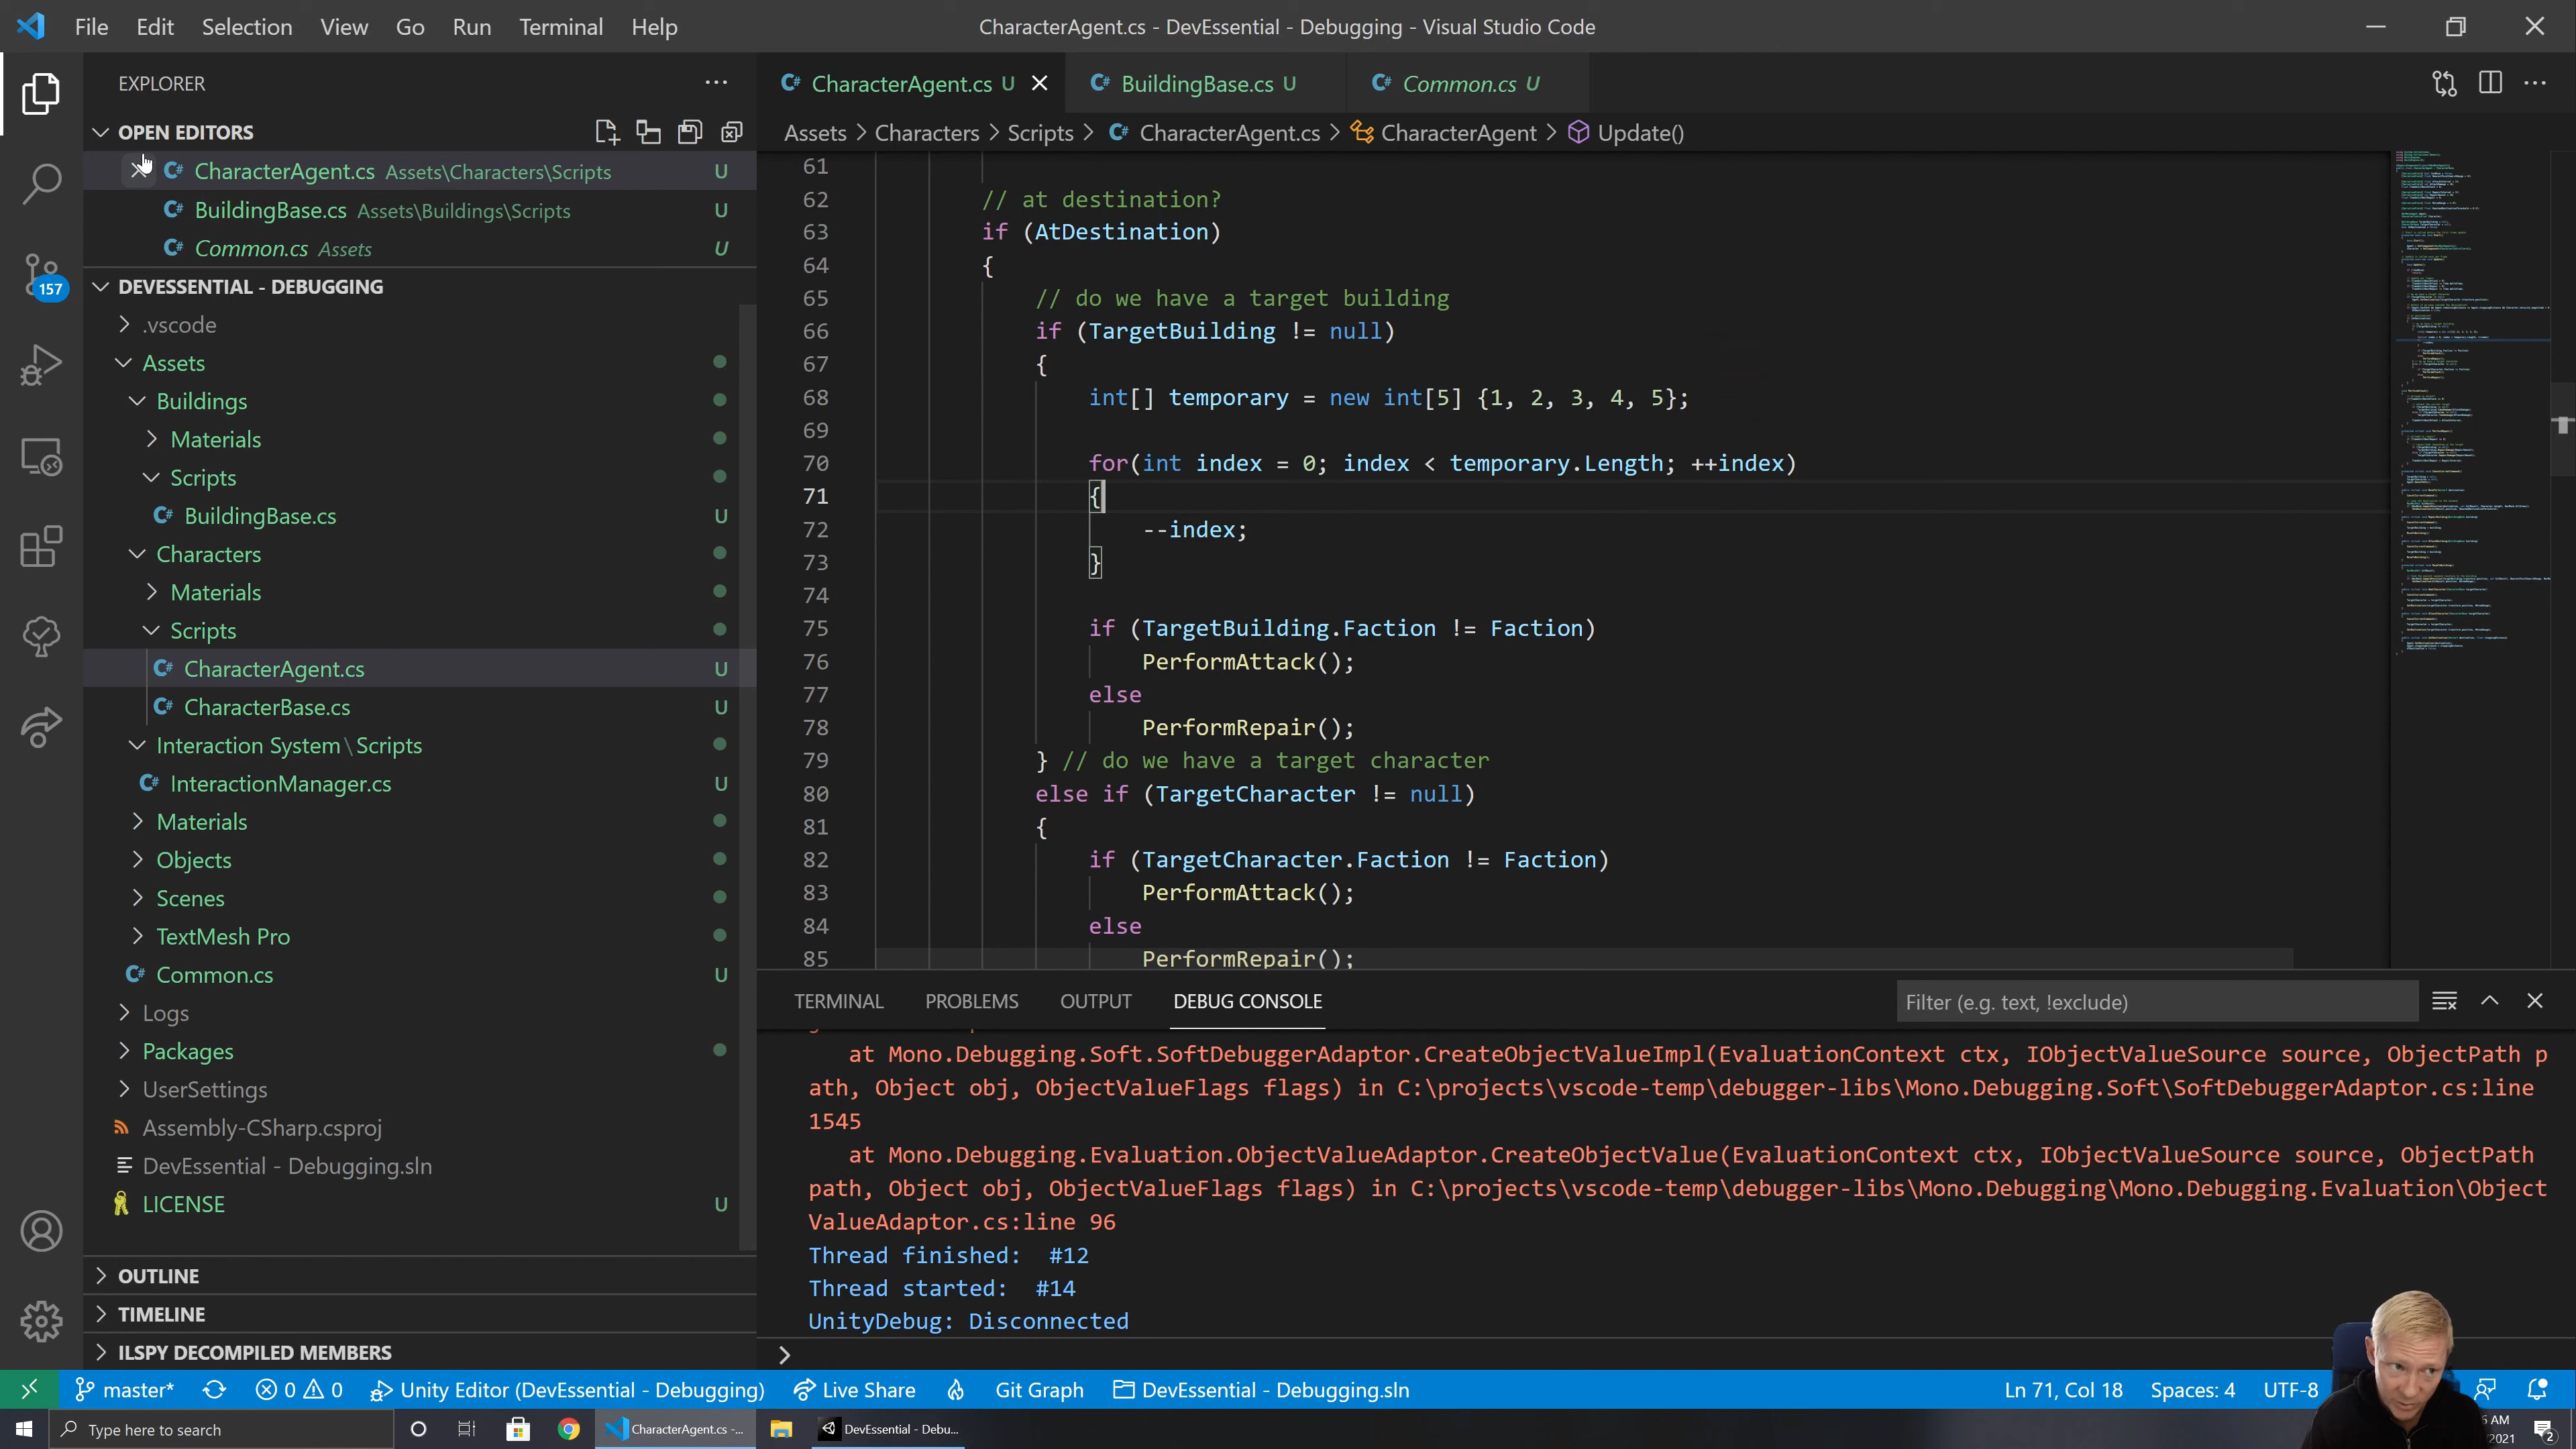 File Edit Selection View Go Run Terminal Help
CharacterAgent.cs - DevEssential - Debugging - Visual Studio Code
EXPLORER
OPEN EDITORS
CharacterAgent.cs Assets\Characters\Scripts U
BuildingBase.cs Assets\Buildings\Scripts U
Common.cs Assets U
157
DEVESSENTIAL - DEBUGGING
.vscode
Assets
Buildings
Materials
Scripts
BuildingBase.cs U
Characters
Materials
Scripts
CharacterAgent.cs U
CharacterBase.cs U
Interaction System\Scripts
InteractionManager.cs U
Materials
Objects
Scenes
TextMesh Pro
Common.cs U
Logs
Packages
UserSettings
Assembly-CSharp.csproj
DevEssential - Debugging.sln
LICENSE U
OUTLINE
TIMELINE
ILSPY DECOMPILED MEMBERS
CharacterAgent.cs U BuildingBase.cs U Common.cs U
Assets > Characters > Scripts > CharacterAgent.cs > CharacterAgent > Update()
61
62 // at destination?
63 if (AtDestination)
64 {
65 // do we have a target building
66 if (TargetBuilding != null)
67 {
68 int[] temporary = new int[5] {1, 2, 3, 4, 5};
69
70 for(int index = 0; index < temporary.Length; ++index)
71 {
72 --index;
73 }
74
75 if (TargetBuilding.Faction != Faction)
76 PerformAttack();
77 else
78 PerformRepair();
79 } // do we have a target character
80 else if (TargetCharacter != null)
81 {
82 if (TargetCharacter.Faction != Faction)
83 PerformAttack();
84 else
85 PerformRepair();
TERMINAL PROBLEMS OUTPUT DEBUG CONSOLE
Filter (e.g. text, !exclude)
at Mono.Debugging.Soft.SoftDebuggerAdaptor.CreateObjectValueImpl(EvaluationContext ctx, IObjectValueSource source, ObjectPath p
ath, Object obj, ObjectValueFlags flags) in C:\projects\vscode-temp\debugger-libs\Mono.Debugging.Soft\SoftDebuggerAdaptor.cs:line
1545
at Mono.Debugging.Evaluation.ObjectValueAdaptor.CreateObjectValue(EvaluationContext ctx, IObjectValueSource source, ObjectPath
path, Object obj, ObjectValueFlags flags) in C:\projects\vscode-temp\debugger-libs\Mono.Debugging\Mono.Debugging.Evaluation\Object
ValueAdaptor.cs:line 96
Thread finished: #12
Thread started: #14
UnityDebug: Disconnected
master* 0 0 Unity Editor (DevEssential - Debugging) Live Share Git Graph DevEssential - Debugging.sln Ln 71, Col 18 Spaces: 4 UTF-8
Type here to search
CharacterAgent.cs -...
DevEssential - Debu...
AM
2021
2